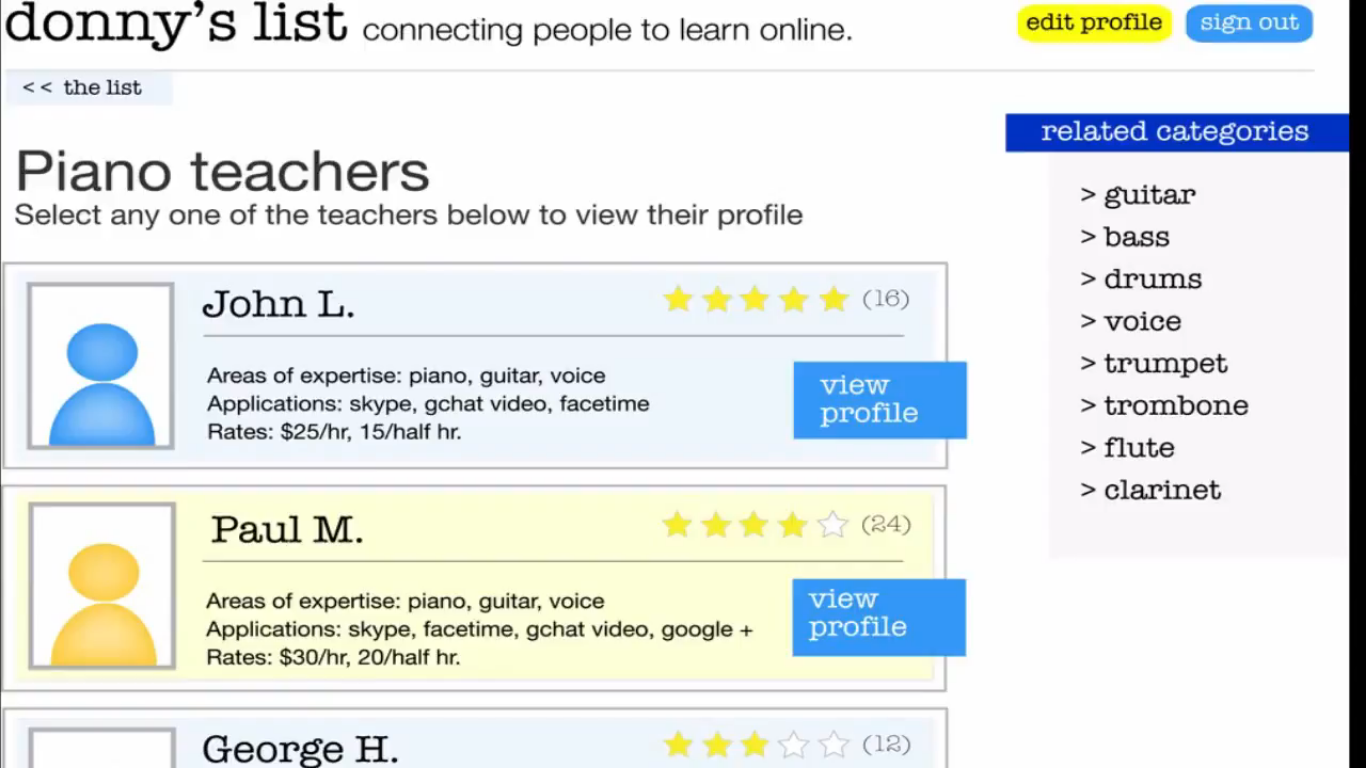 donny's list connecting people to learn online.
edit profile
sign out
<< the list
related categories
Piano teachers
Select any one of the teachers below to view their profile
> guitar
> bass
> drums
> voice
> trumpet
> trombone
> flute
> clarinet
John L.
(16)
Areas of expertise: piano, guitar, voice
Applications: skype, gchat video, facetime
Rates: $25/hr, 15/half hr.
view
profile
Paul M.
(24)
Areas of expertise: piano, guitar, voice
Applications: skype, facetime, gchat video, google +
Rates: $30/hr, 20/half hr.
view
profile
George H.
(12)